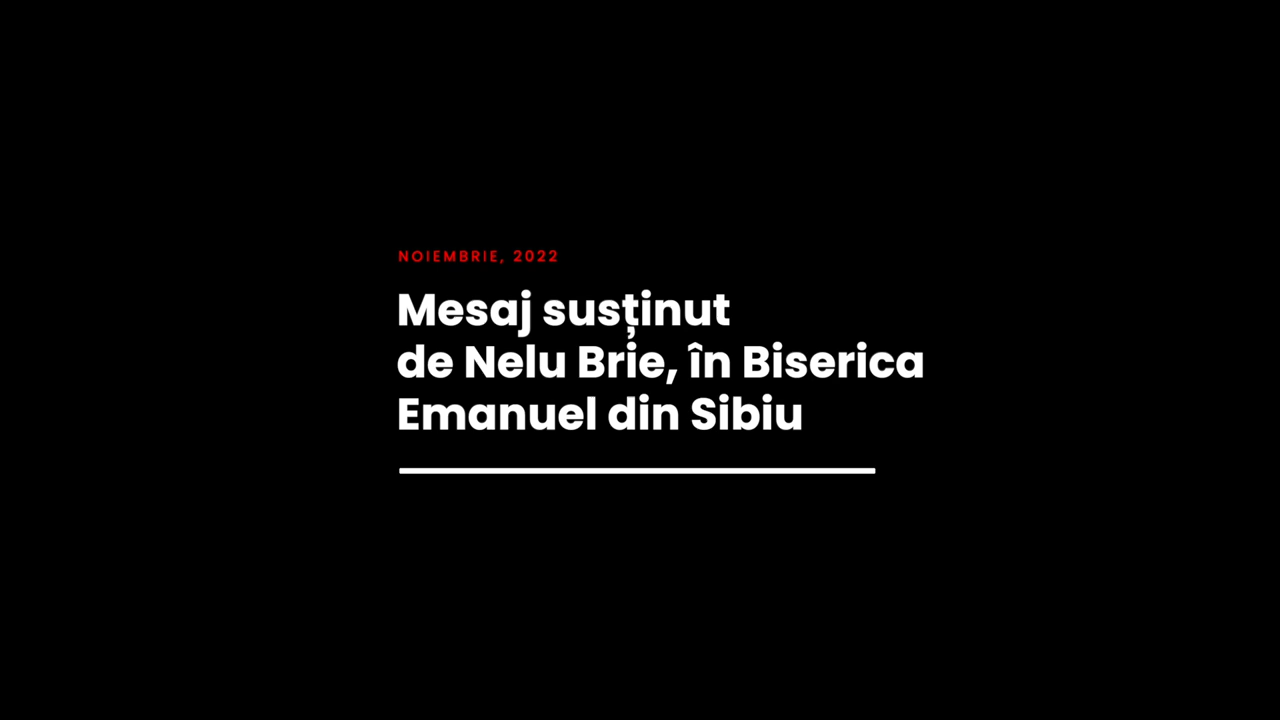 NOIEMBRIE, 2022
Mesaj susținut
de Nelu Brie, în Biserica
Emanuel din Sibiu